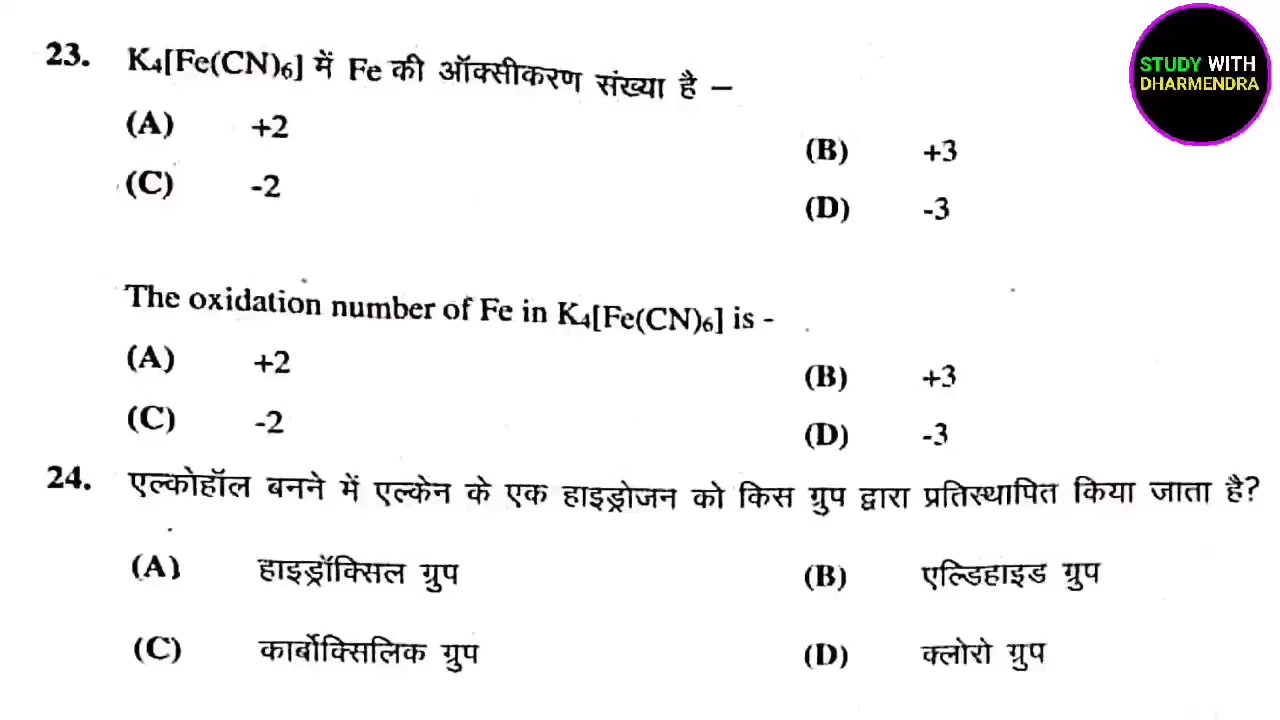 STUDY WITH
DHARMENDRA
23. K₄[Fe(CN)₆] में Fe की ऑक्सीकरण संख्या है –
(A) +2
(B) +3
(C) -2
(D) -3
The oxidation number of Fe in K₄[Fe(CN)₆] is -
(A) +2
(B) +3
(C) -2
(D) -3
24. एल्कोहॉल बनने में एल्केन के एक हाइड्रोजन को किस ग्रुप द्वारा प्रतिस्थापित किया जाता है?
(A) हाइड्रॉक्सिल ग्रुप
(B) एल्डिहाइड ग्रुप
(C) कार्बोक्सिलिक ग्रुप
(D) क्लोरो ग्रुप